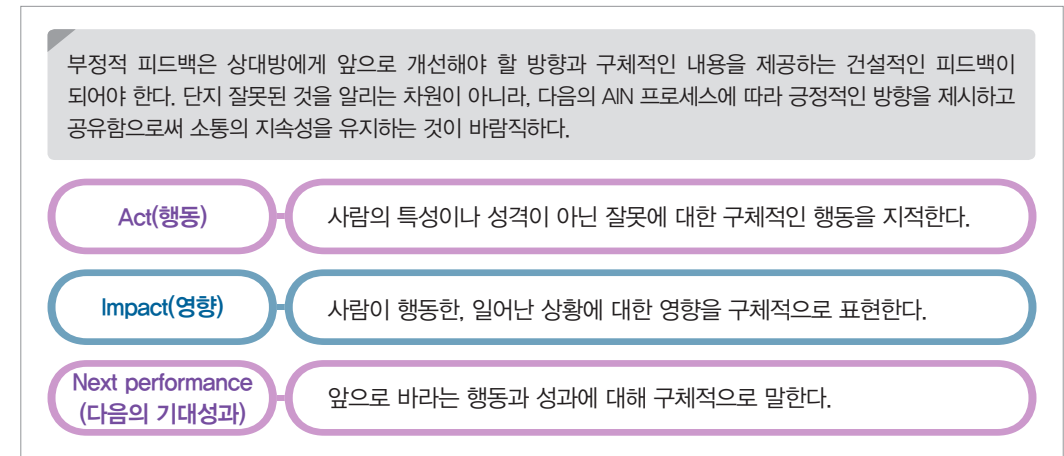 부정적 피드백은 상대방에게 앞으로 개선해야 할 방향과 구체적인 내용을 제공하는 건설적인 피드백이
되어야 한다. 단지 잘못된 것을 알리는 차원이 아니라, 다음의 AIN 프로세스에 따라 긍정적인 방향을 제시하고
공유함으로써 소통의 지속성을 유지하는 것이 바람직하다.
Act(행동)
사람의 특성이나 성격이 아닌 잘못에 대한 구체적인 행동을 지적한다.
Impact(영향)
사람이 행동한, 일어난 상황에 대한 영향을 구체적으로 표현한다.
Next performance
(다음의 기대성과)
앞으로 바라는 행동과 성과에 대해 구체적으로 말한다.